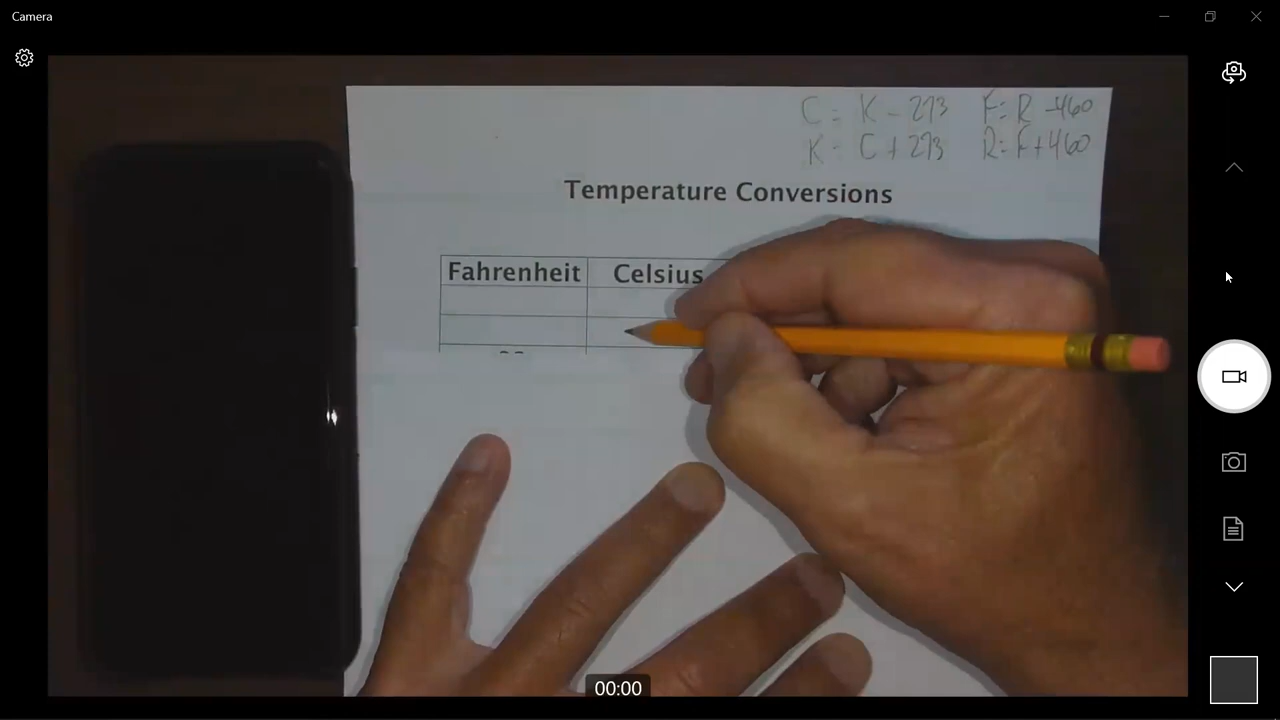 Camera
C = K - 273 F = R - 460
K = C + 273 R = F + 460
Temperature Conversions
Fahrenheit Celsius
00:00